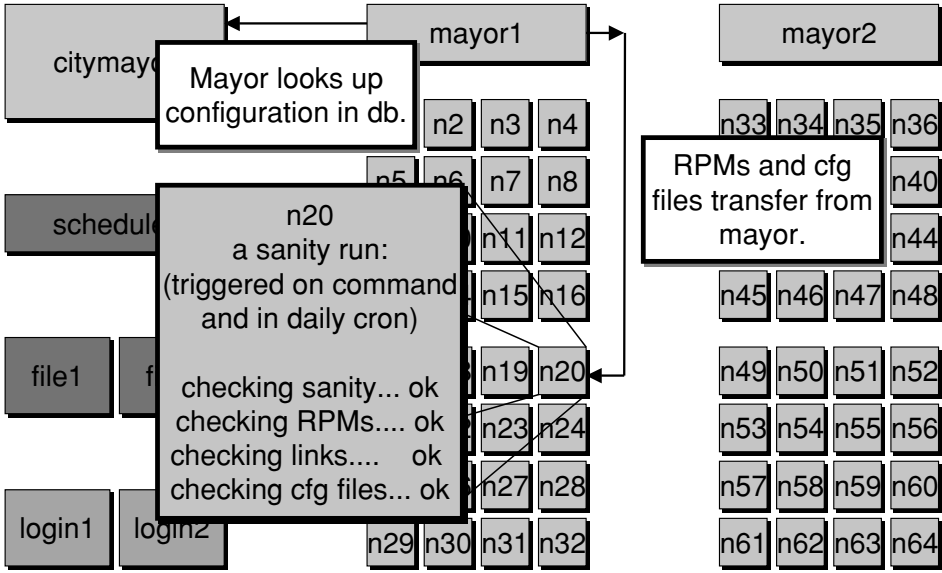 citymayo
mayor1
mayor2
Mayor looks up
configuration in db.
n2 n3 n4
n33 n34 n35 n36
n5 n6 n7 n8
n40
RPMs and cfg
files transfer from
mayor.
schedule
n11 n12
n44
n15 n16
n45 n46 n47 n48
n20
a sanity run:
(triggered on command
and in daily cron)
checking sanity... ok
checking RPMs.... ok
checking links.... ok
checking cfg files... ok
file1 f
n19 n20
n49 n50 n51 n52
n23 n24
n53 n54 n55 n56
n27 n28
n57 n58 n59 n60
login1 login2
n29 n30 n31 n32
n61 n62 n63 n64